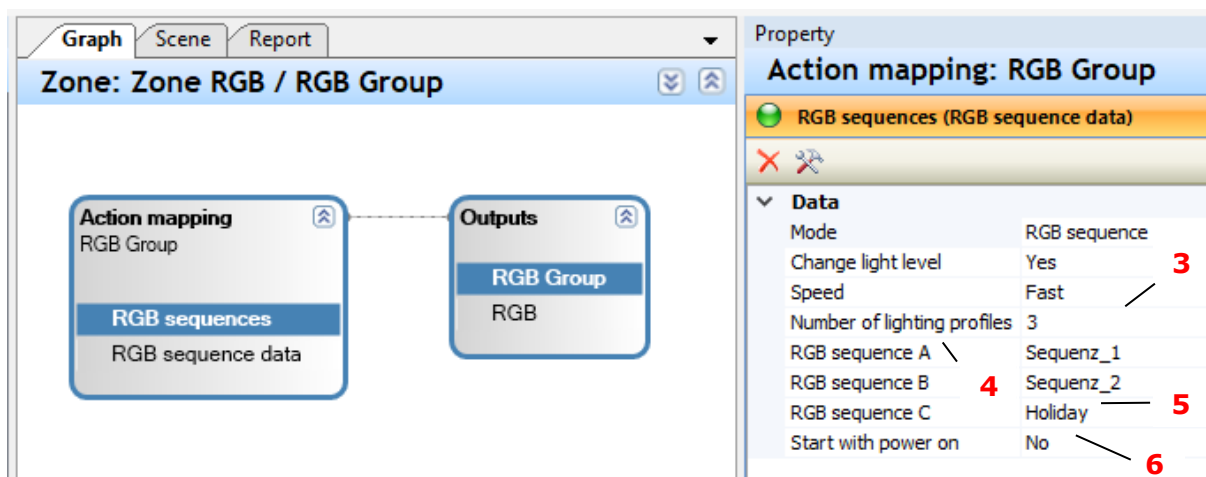 Graph Scene Report
Zone: Zone RGB / RGB Group
Action mapping
RGB Group
RGB sequences
RGB sequence data
Outputs
RGB Group
RGB
Property
Action mapping: RGB Group
RGB sequences (RGB sequence data)
Data
Mode RGB sequence
Change light level Yes 3
Speed Fast
Number of lighting profiles 3
RGB sequence A Sequenz_1
RGB sequence B 4 Sequenz_2
RGB sequence C Holiday 5
Start with power on No
6